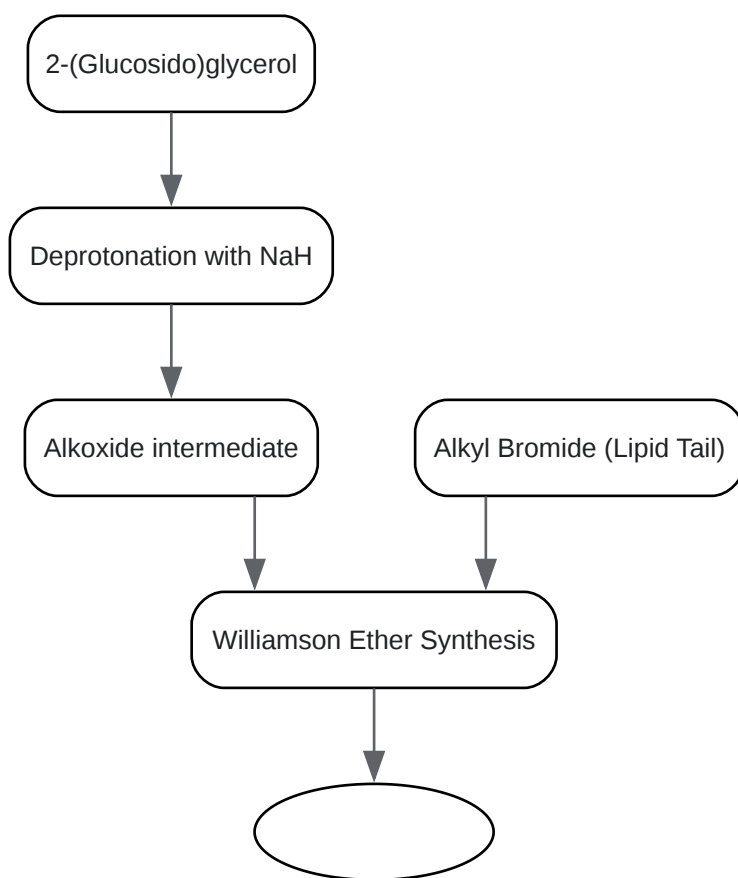 2-(Glucosido)glycerol
Deprotonation with NaH
Alkoxide intermediate
Alkyl Bromide (Lipid Tail)
Williamson Ether Synthesis